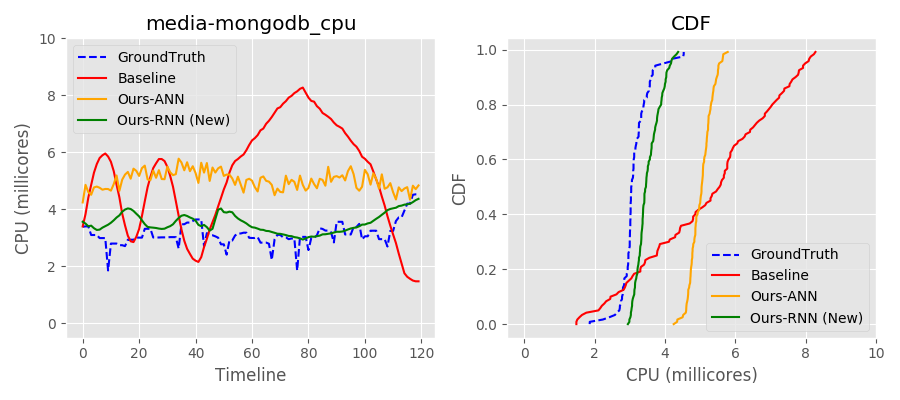 media-mongodb_cpu
GroundTruth
Baseline
Ours-ANN
Ours-RNN (New)
CPU (millicores)
10
8
6
4
2
0
0
20
40
60
80
100
120
Timeline
CDF
CDF
1.0
0.8
0.6
0.4
0.2
0.0
GroundTruth
Baseline
Ours-ANN
Ours-RNN (New)
0
2
4
6
8
10
CPU (millicores)